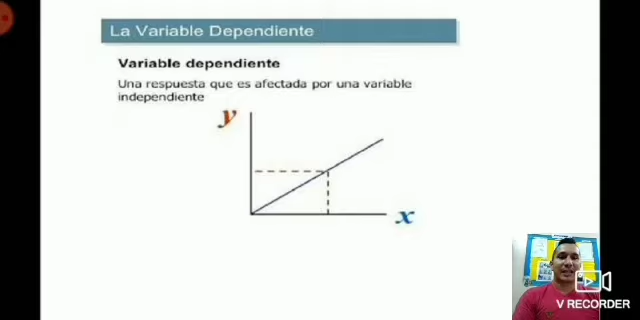 La Variable Dependiente
Variable dependiente
Una respuesta que es afectada por una variable
independiente
y
x
V RECORDER